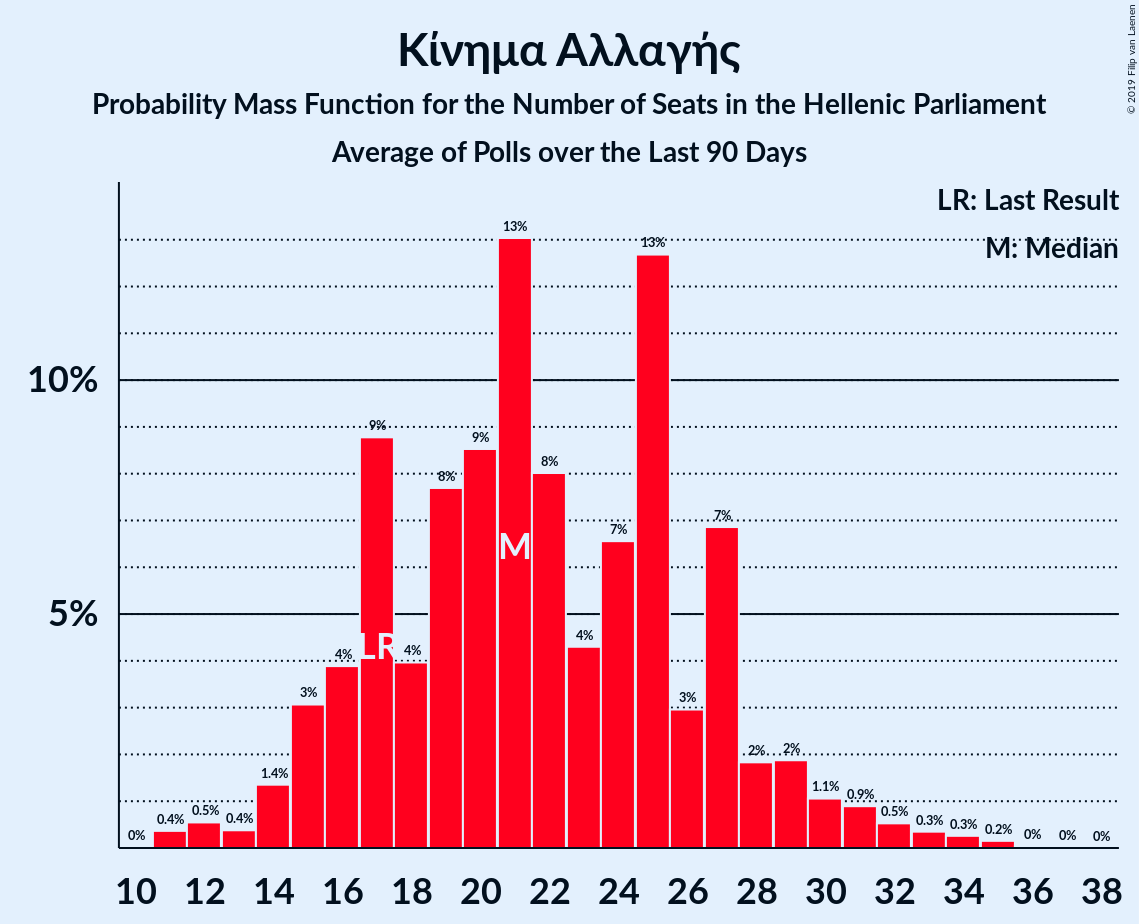 Κίνημα Αλλαγής
Probability Mass Function for the Number of Seats in the Hellenic Parliament
Average of Polls over the Last 90 Days
© 2019 Filip van Laenen
LR: Last Result
M: Median
10%
5%
0% 0.4% 0.5% 0.4% 1.4% 3% 4% 9% 4% 8% 9% 13% 8% 4% 7% 13% 3% 7% 2% 2% 1.1% 0.9% 0.5% 0.3% 0.3% 0.2% 0% 0% 0%
LR
M
10 12 14 16 18 20 22 24 26 28 30 32 34 36 38